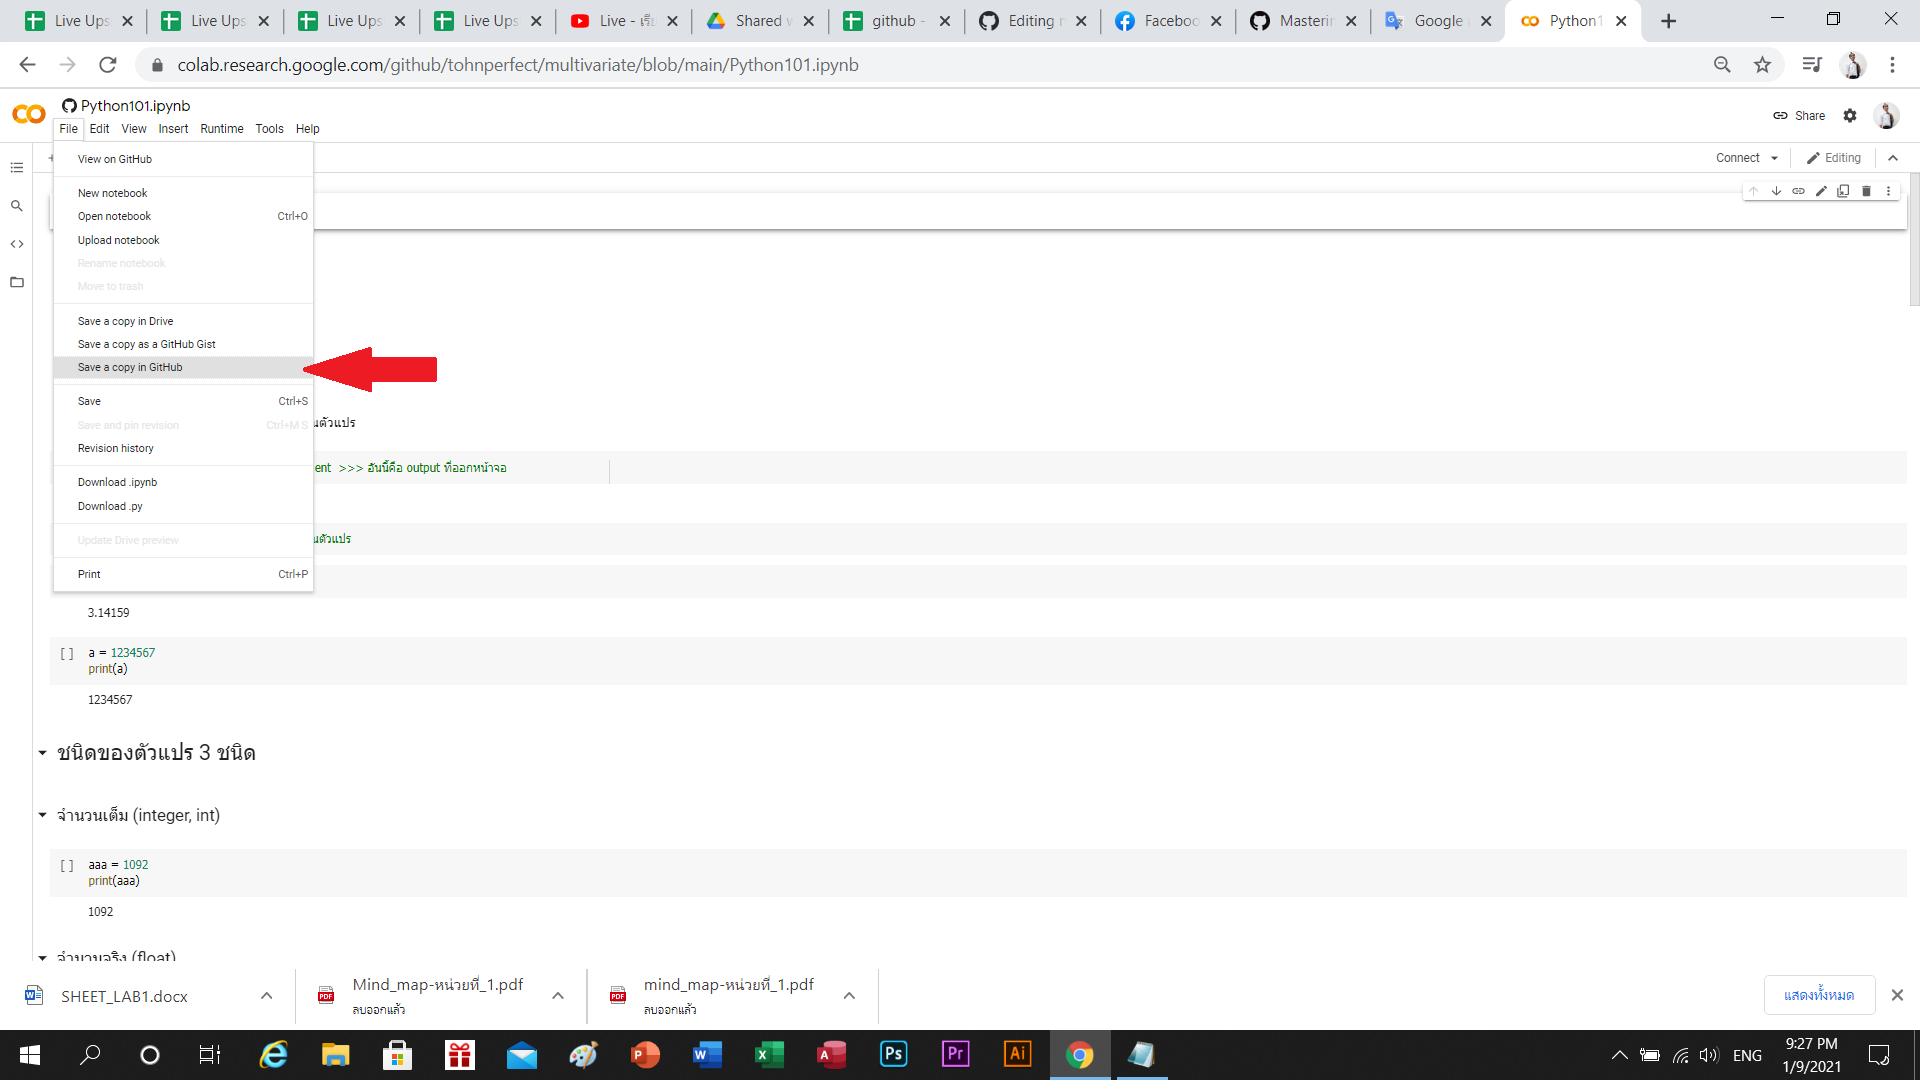 Live Ups
Live Ups
Live Ups
Live Ups
Live - เรีย
Shared w
github -
Editing m
Faceboo
Masterin
Google
Python1
colab.research.google.com/github/tohnperfect/multivariate/blob/main/Python101.ipynb
Python101.ipynb
File Edit View Insert Runtime Tools Help
Share
Connect
Editing
View on GitHub
New notebook
Open notebook Ctrl+O
Upload notebook
Rename notebook
Move to trash
Save a copy in Drive
Save a copy as a GitHub Gist
Save a copy in GitHub
Save Ctrl+S
Save and pin revision Ctrl+M S
Revision history
Download .ipynb
Download .py
Update Drive preview
Print Ctrl+P
นตัวแปร
ent >>> อันนี้คือ output ที่ออกหน้าจอ
นตัวแปร
3.14159
[ ] a = 1234567
print(a)
1234567
ชนิดของตัวแปร 3 ชนิด
จำนวนเต็ม (integer, int)
[ ] aaa = 1092
print(aaa)
1092
จำนวนจริง (float)
SHEET_LAB1.docx
Mind_map-หน่วยที่_1.pdf
ลบออกแล้ว
mind_map-หน่วยที่_1.pdf
ลบออกแล้ว
แสดงทั้งหมด
ENG
9:27 PM
1/9/2021